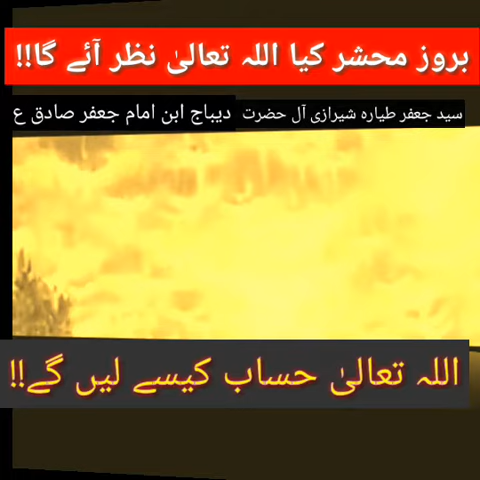 بروز محشر کیا اللہ تعالیٰ نظر آئے گا!!
سید جعفر طیارہ شیرازی آل حضرت دیباج ابن امام جعفر صادق ع
اللہ تعالیٰ حساب کیسے لیں گے!!